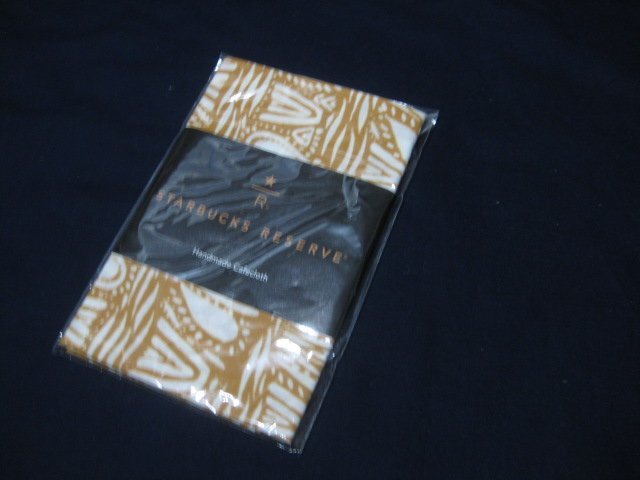 R
STARBUCKS RESERVE
Handmade Cafecloth